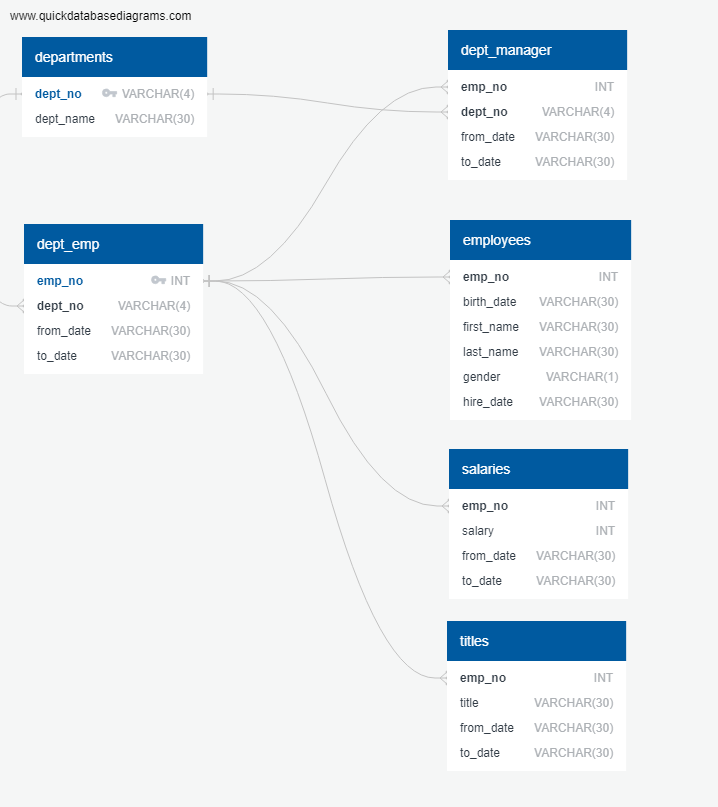 www.quickdatabasediagrams.com
departments
dept_no VARCHAR(4)
dept_name VARCHAR(30)
dept_emp
emp_no INT
dept_no VARCHAR(4)
from_date VARCHAR(30)
to_date VARCHAR(30)
dept_manager
emp_no INT
dept_no VARCHAR(4)
from_date VARCHAR(30)
to_date VARCHAR(30)
employees
emp_no INT
birth_date VARCHAR(30)
first_name VARCHAR(30)
last_name VARCHAR(30)
gender VARCHAR(1)
hire_date VARCHAR(30)
salaries
emp_no INT
salary INT
from_date VARCHAR(30)
to_date VARCHAR(30)
titles
emp_no INT
title VARCHAR(30)
from_date VARCHAR(30)
to_date VARCHAR(30)